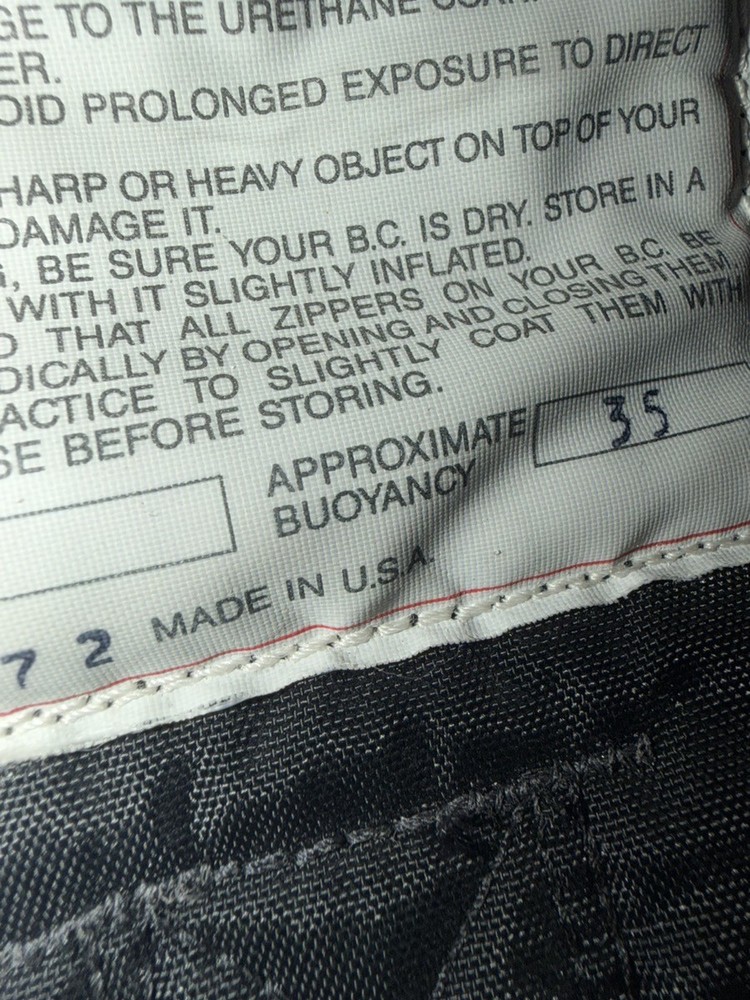 GE TO THE URETHANE
ER.
OID PROLONGED EXPOSURE TO DIRECT
HARP OR HEAVY OBJECT ON TOP OF YOUR
DAMAGE IT.
, BE SURE YOUR B.C. IS DRY. STORE IN A
WITH IT SLIGHTLY INFLATED.
D THAT ALL ZIPPERS ON YOUR B.C. BE
DICALLY BY OPENING AND CLOSING THEM
ACTICE TO SLIGHTLY COAT THEM WITH
SE BEFORE STORING.
APPROXIMATE
BUOYANCY
35
72 MADE IN U.S.A.